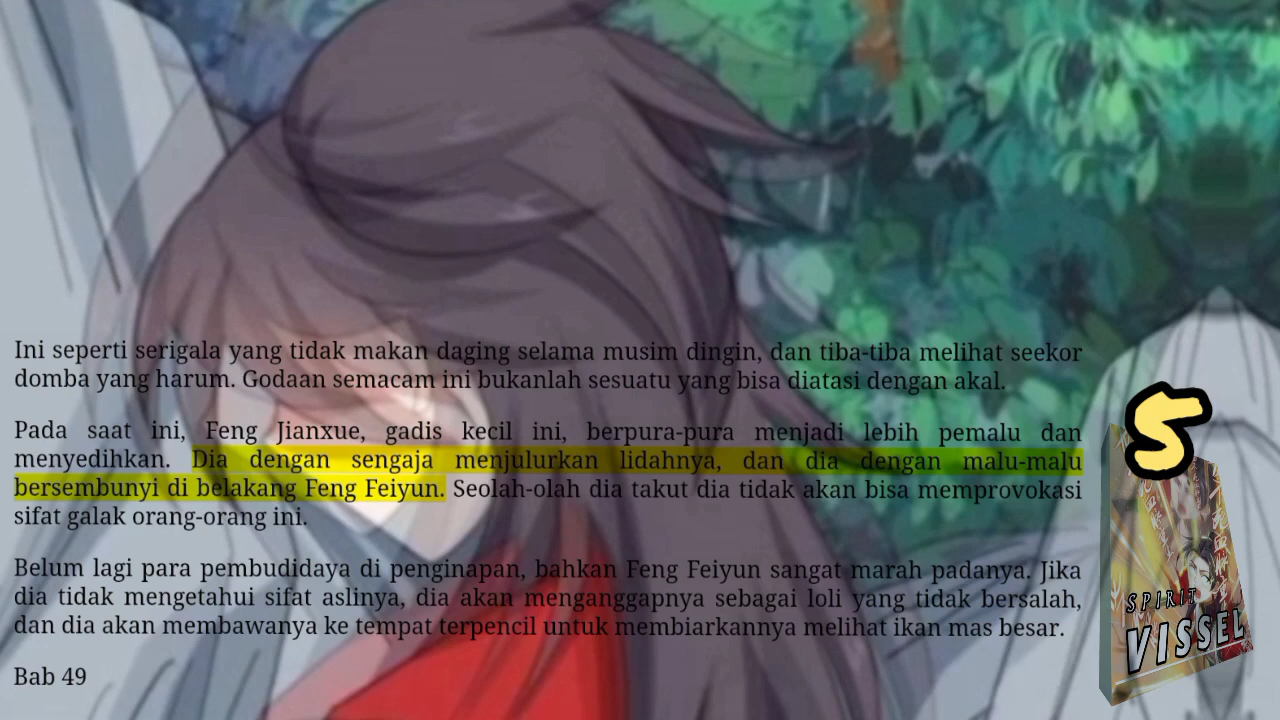 Ini seperti serigala yang tidak makan daging selama musim dingin, dan tiba-tiba melihat seekor
domba yang harum. Godaan semacam ini bukanlah sesuatu yang bisa diatasi dengan akal.
Pada saat ini, Feng Jianxue, gadis kecil ini, berpura-pura menjadi lebih pemalu dan
menyedihkan. Dia dengan sengaja menjulurkan lidahnya, dan dia dengan malu-malu
bersembunyi di belakang Feng Feiyun. Seolah-olah dia takut dia tidak akan bisa memprovokasi
sifat galak orang-orang ini.
Belum lagi para pembudidaya di penginapan, bahkan Feng Feiyun sangat marah padanya. Jika
dia tidak mengetahui sifat aslinya, dia akan menganggapnya sebagai loli yang tidak bersalah,
dan dia akan membawanya ke tempat terpencil untuk membiarkannya melihat ikan mas besar.
Bab 49
S
SPIRIT
VISSEL